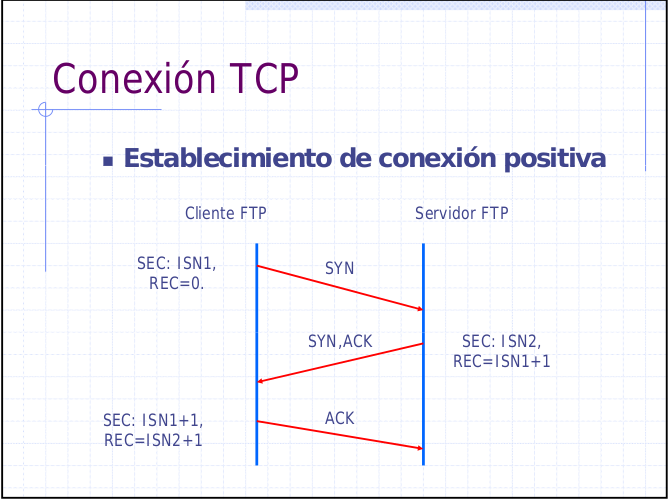 Conexión TCP
Establecimiento de conexión positiva
Cliente FTP
Servidor FTP
SEC: ISN1,
REC=0.
SYN
SYN,ACK
SEC: ISN2,
REC=ISN1+1
SEC: ISN1+1,
REC=ISN2+1
ACK